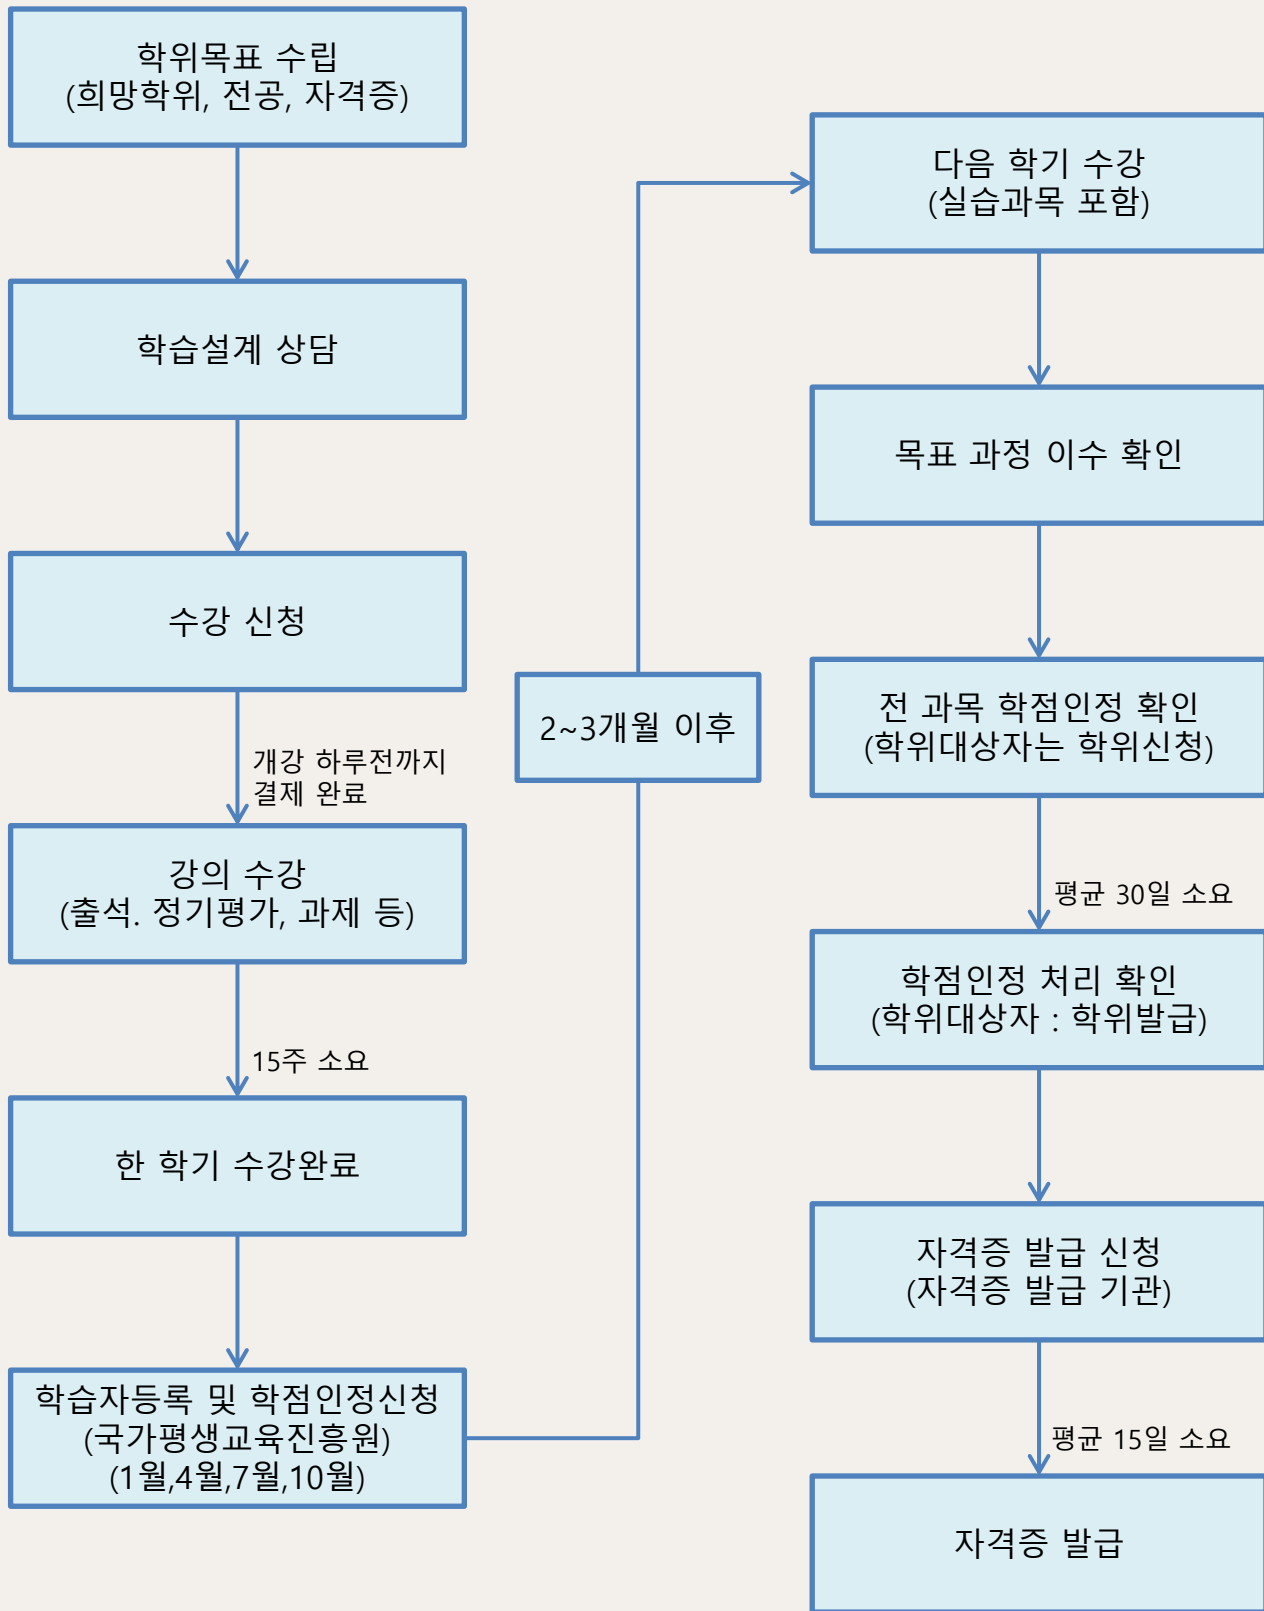 학위목표 수립
(희망학위, 전공, 자격증)
학습설계 상담
수강 신청
개강 하루전까지
결제 완료
강의 수강
(출석. 정기평가, 과제 등)
15주 소요
한 학기 수강완료
학습자등록 및 학점인정신청
(국가평생교육진흥원)
(1월,4월,7월,10월)
2~3개월 이후
다음 학기 수강
(실습과목 포함)
목표 과정 이수 확인
전 과목 학점인정 확인
(학위대상자는 학위신청)
평균 30일 소요
학점인정 처리 확인
(학위대상자 : 학위발급)
자격증 발급 신청
(자격증 발급 기관)
평균 15일 소요
자격증 발급